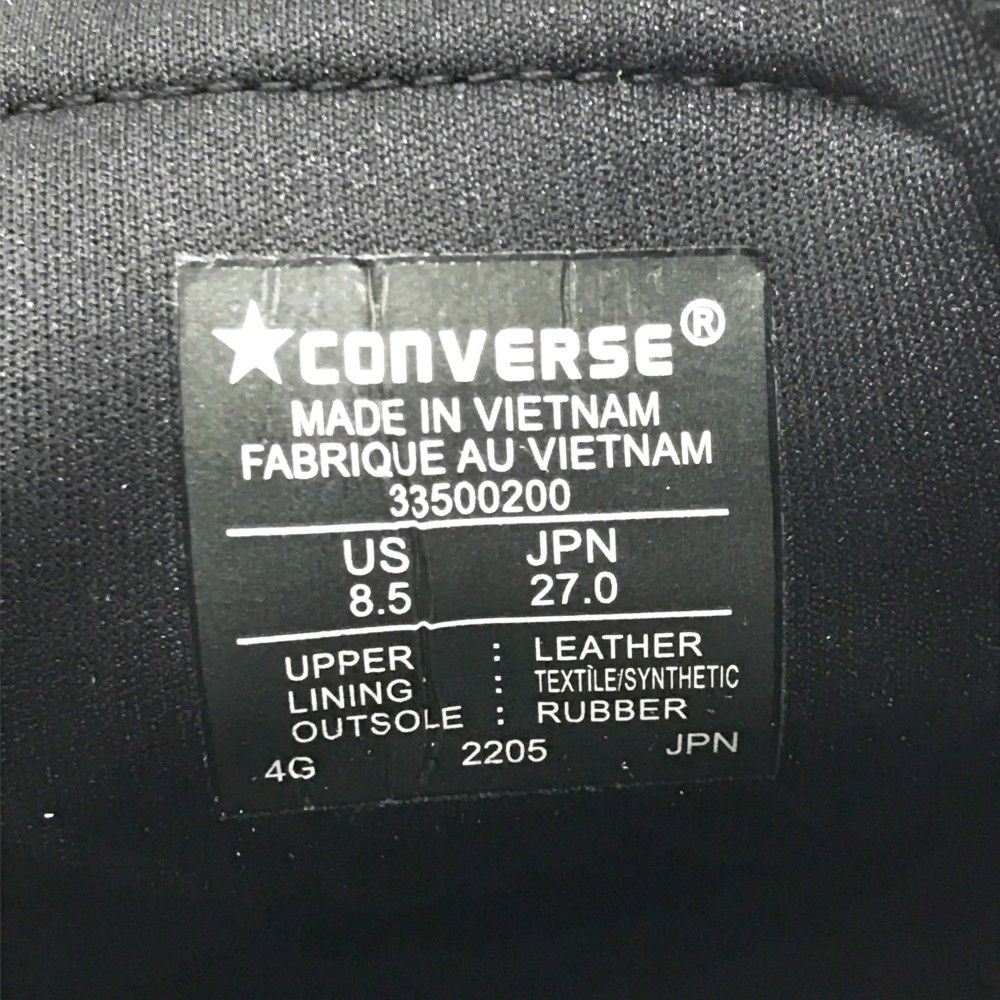 ★CONVERSE®
MADE IN VIETNAM
FABRIQUE AU VIETNAM
33500200
US JPN
8.5 27.0
UPPER : LEATHER
LINING : TEXTÌLE/SYNTHETIC
OUTSOLE : RUBBER
4G 2205 JPN